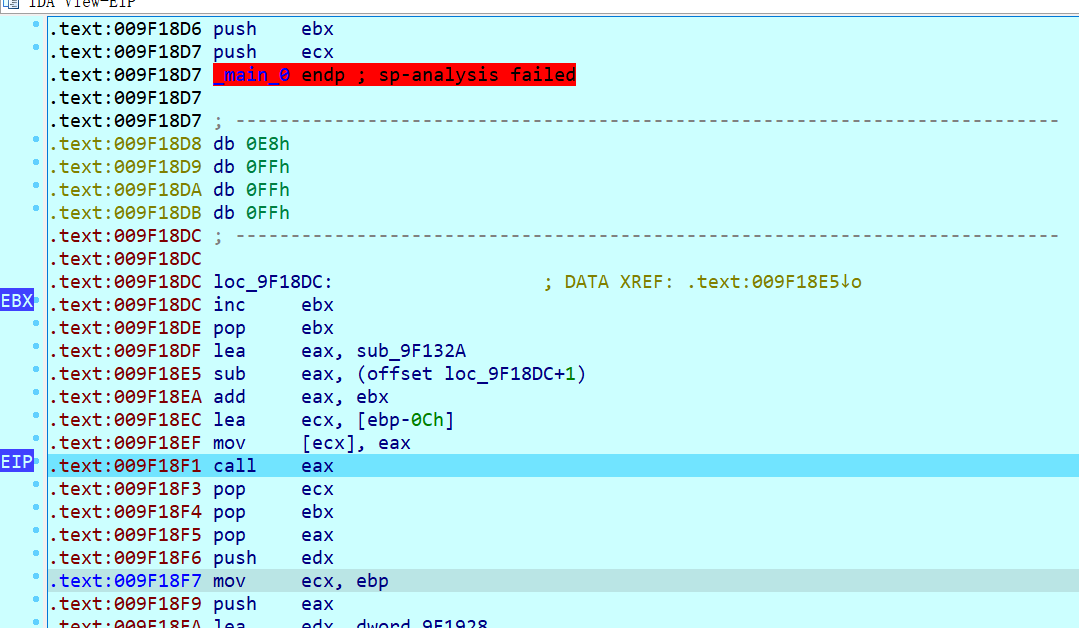 IDA View-EIP
.text:009F18D6 push ebx
.text:009F18D7 push ecx
.text:009F18D7 _main_0 endp ; sp-analysis failed
.text:009F18D7
.text:009F18D7 ; ---------------------------------------------------------------------------
.text:009F18D8 db 0E8h
.text:009F18D9 db 0FFh
.text:009F18DA db 0FFh
.text:009F18DB db 0FFh
.text:009F18DC ; ---------------------------------------------------------------------------
.text:009F18DC
.text:009F18DC loc_9F18DC: ; DATA XREF: .text:009F18E5↓o
EBX .text:009F18DC inc ebx
.text:009F18DE pop ebx
.text:009F18DF lea eax, sub_9F132A
.text:009F18E5 sub eax, (offset loc_9F18DC+1)
.text:009F18EA add eax, ebx
.text:009F18EC lea ecx, [ebp-0Ch]
.text:009F18EF mov [ecx], eax
EIP .text:009F18F1 call eax
.text:009F18F3 pop ecx
.text:009F18F4 pop ebx
.text:009F18F5 pop eax
.text:009F18F6 push edx
.text:009F18F7 mov ecx, ebp
.text:009F18F9 push eax
.text:009F18FA lea edx, dword_9F1928